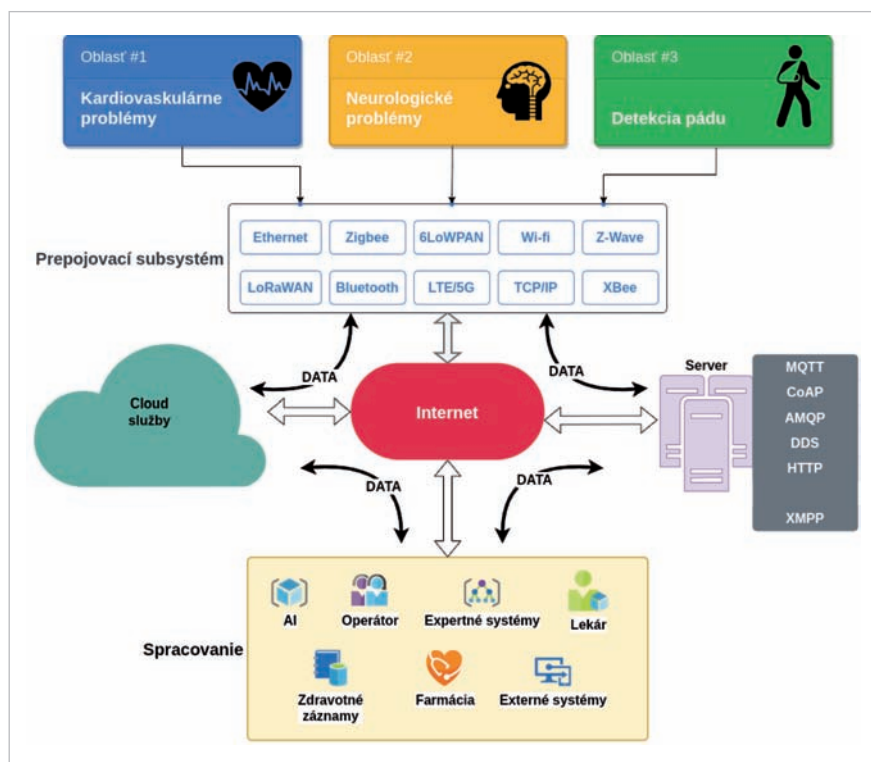 Oblasť #1
Kardiovaskulárne
problémy
Oblasť #2
Neurologické
problémy
Oblasť #3
Detekcia pádu
Prepojovací subsystém
Ethernet
Zigbee
6LoWPAN
Wi-fi
Z-Wave
LoRaWAN
Bluetooth
LTE/5G
TCP/IP
XBee
DATA
DATA
Cloud
služby
Internet
Server
MQTT
CoAP
AMQP
DDS
HTTP
XMPP
DATA
DATA
Spracovanie
AI
Operátor
Expertné systémy
Lekár
Zdravotné
záznamy
Farmácia
Externé systémy